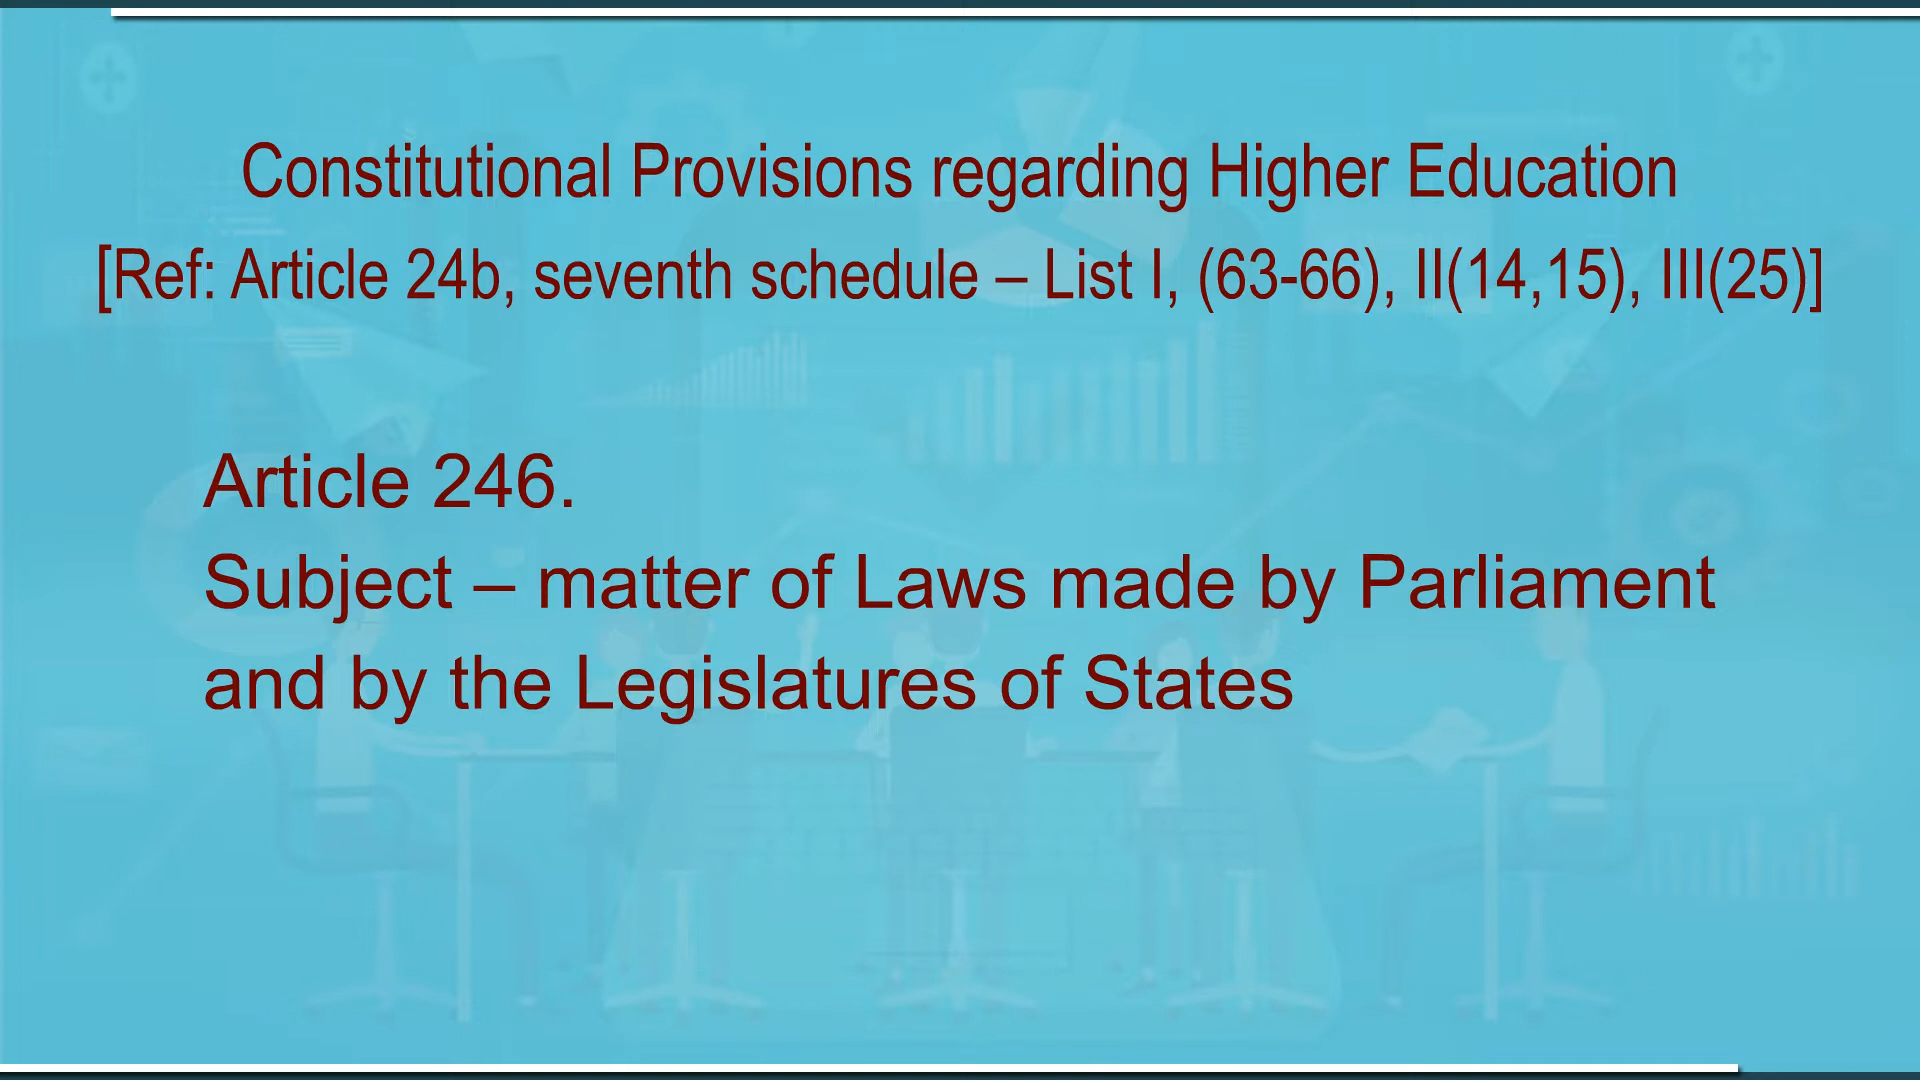 Constitutional Provisions regarding Higher Education
[Ref: Article 24b, seventh schedule – List I, (63-66), II(14,15), III(25)]
Article 246.
Subject – matter of Laws made by Parliament
and by the Legislatures of States